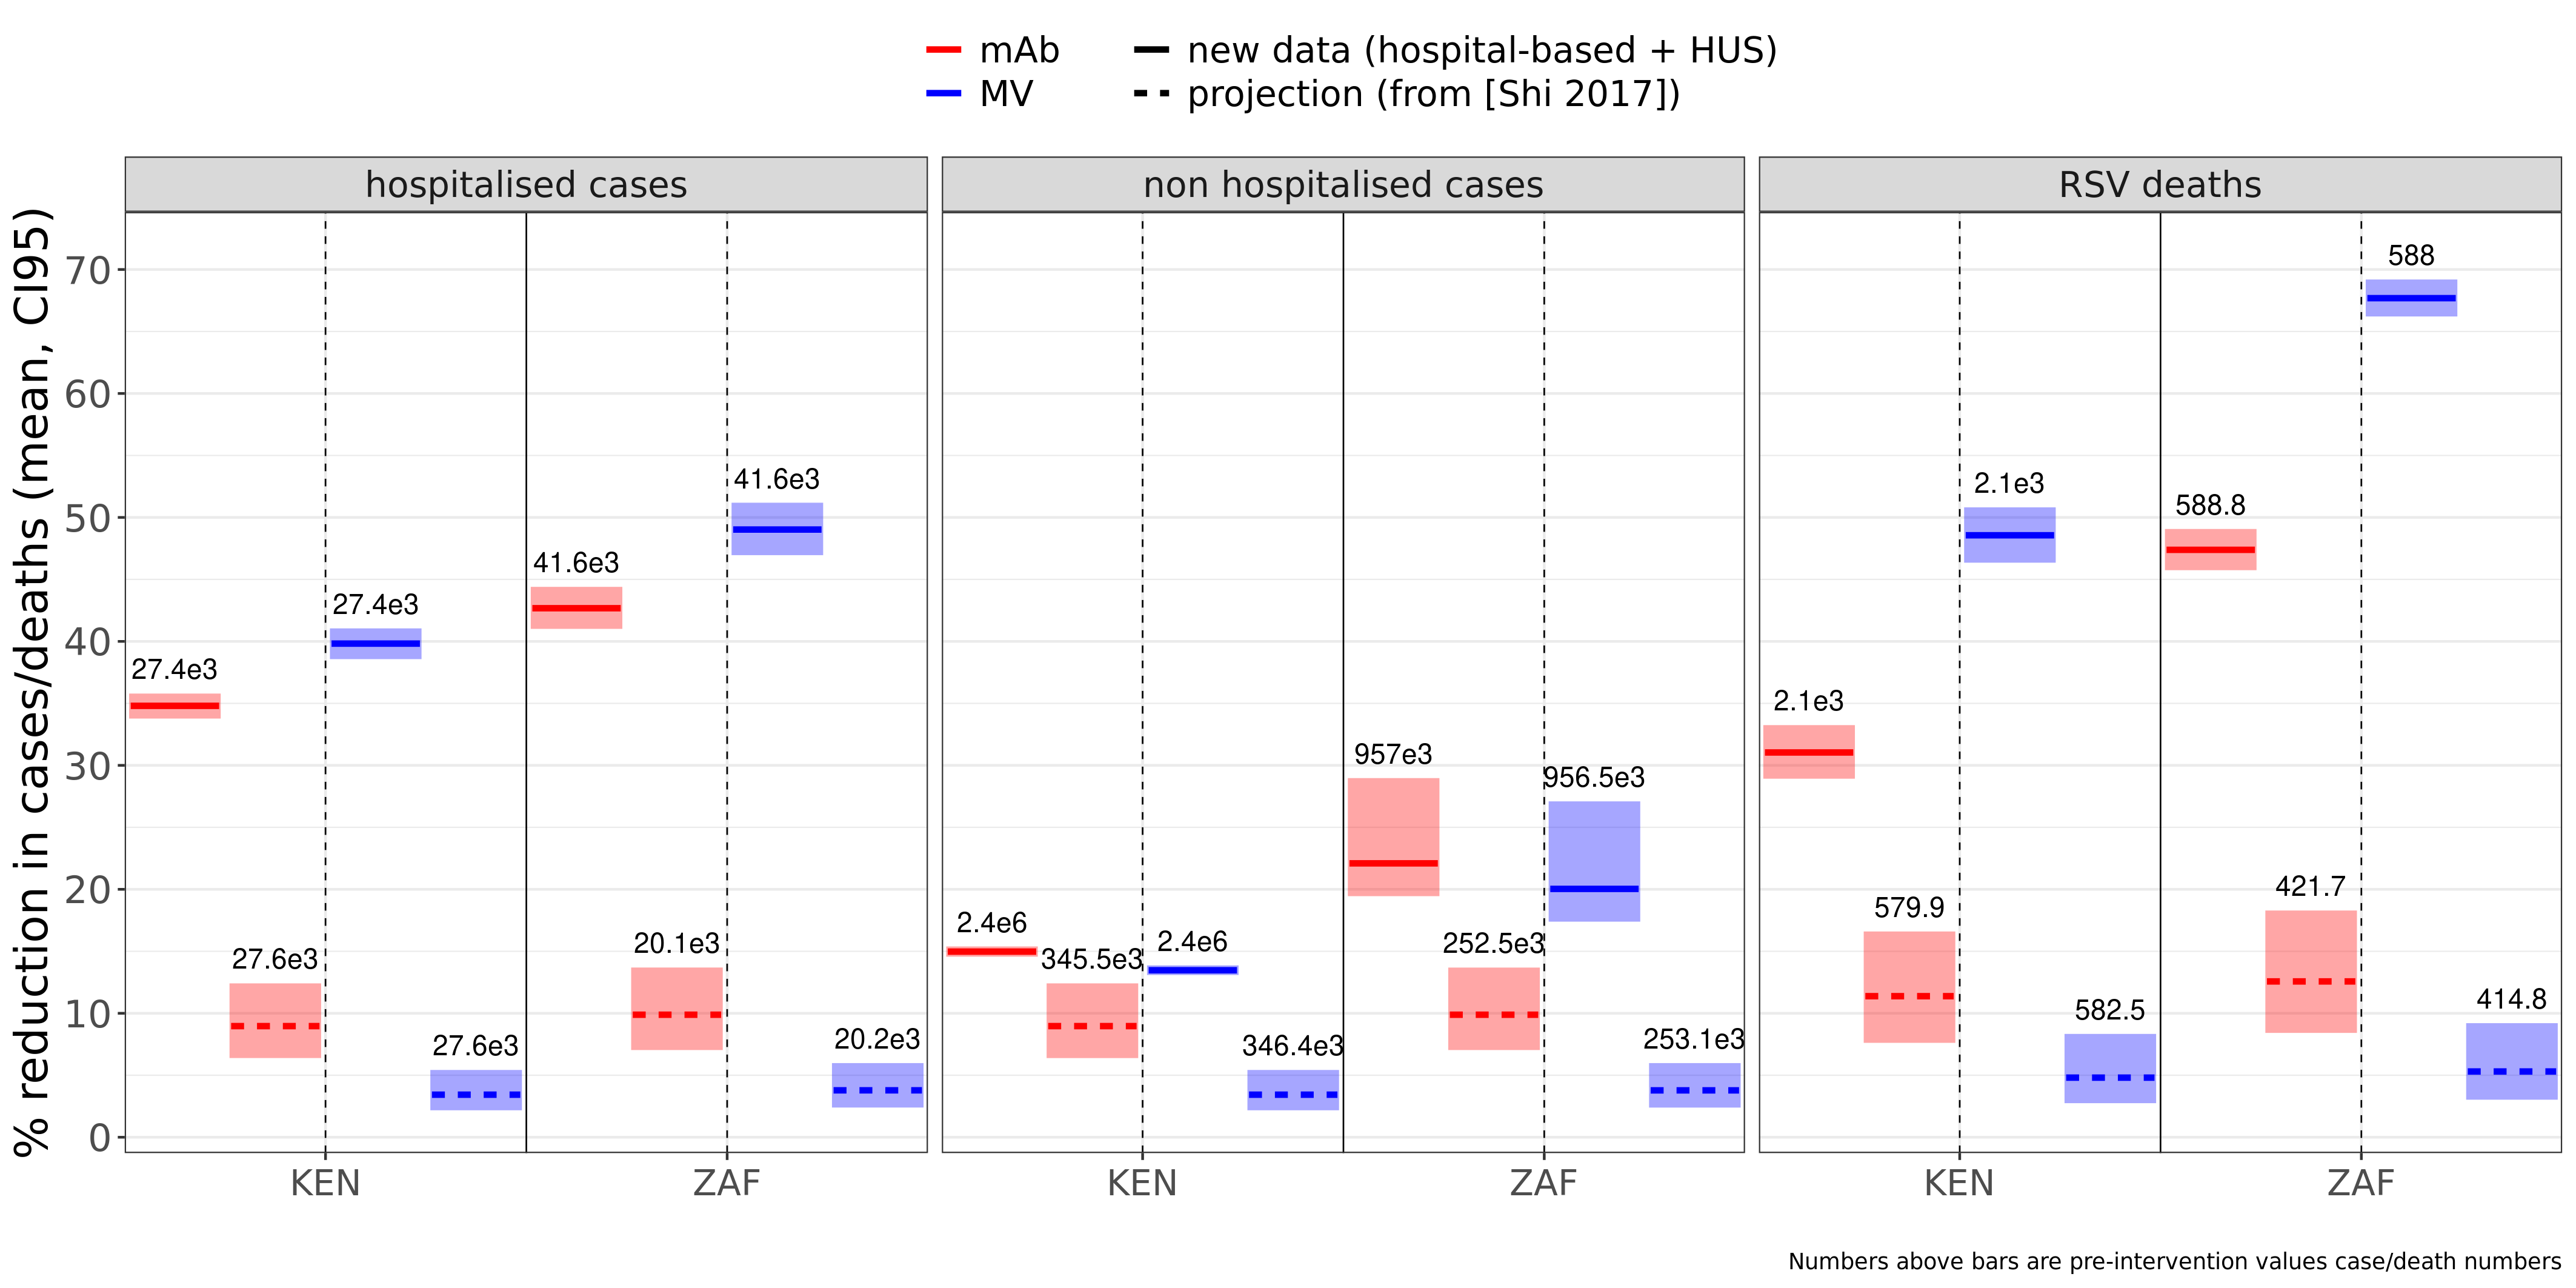 mAb
MV
new data (hospital-based + HUS)
projection (from [Shi 2017])
% reduction in cases/deaths (mean, CI95)
70
60
50
40
30
20
10
0
hospitalised cases
27.4e3
27.6e3
27.4e3
27.6e3
41.6e3
20.1e3
41.6e3
20.2e3
KEN
ZAF
non hospitalised cases
2.4e6
345.5e3
2.4e6
346.4e3
957e3
252.5e3
956.5e3
253.1e3
KEN
ZAF
RSV deaths
2.1e3
579.9
2.1e3
582.5
588.8
421.7
588
414.8
KEN
ZAF
Numbers above bars are pre-intervention values case/death numbers